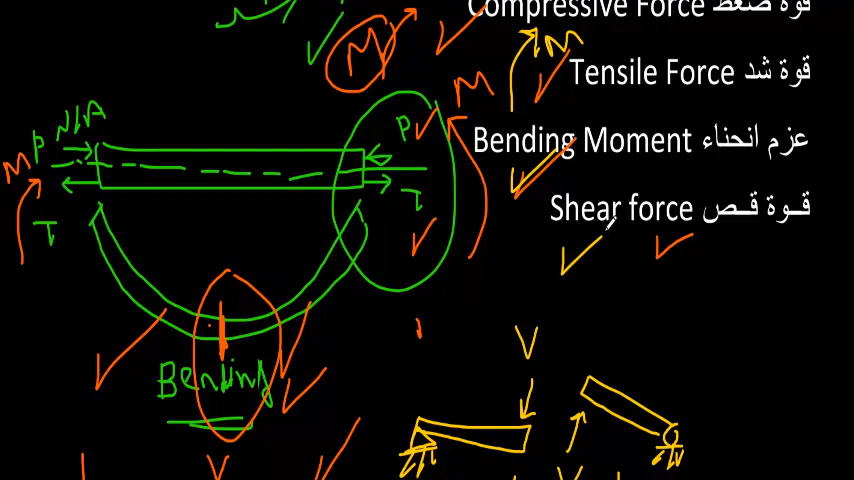 Compressive Force قوة ضغط
M
M
Tensile Force قوة شد
M
N/A
P
P
Bending Moment عزم انحناء
M
T
T
Shear force قوة قص
V
Bending
V
V